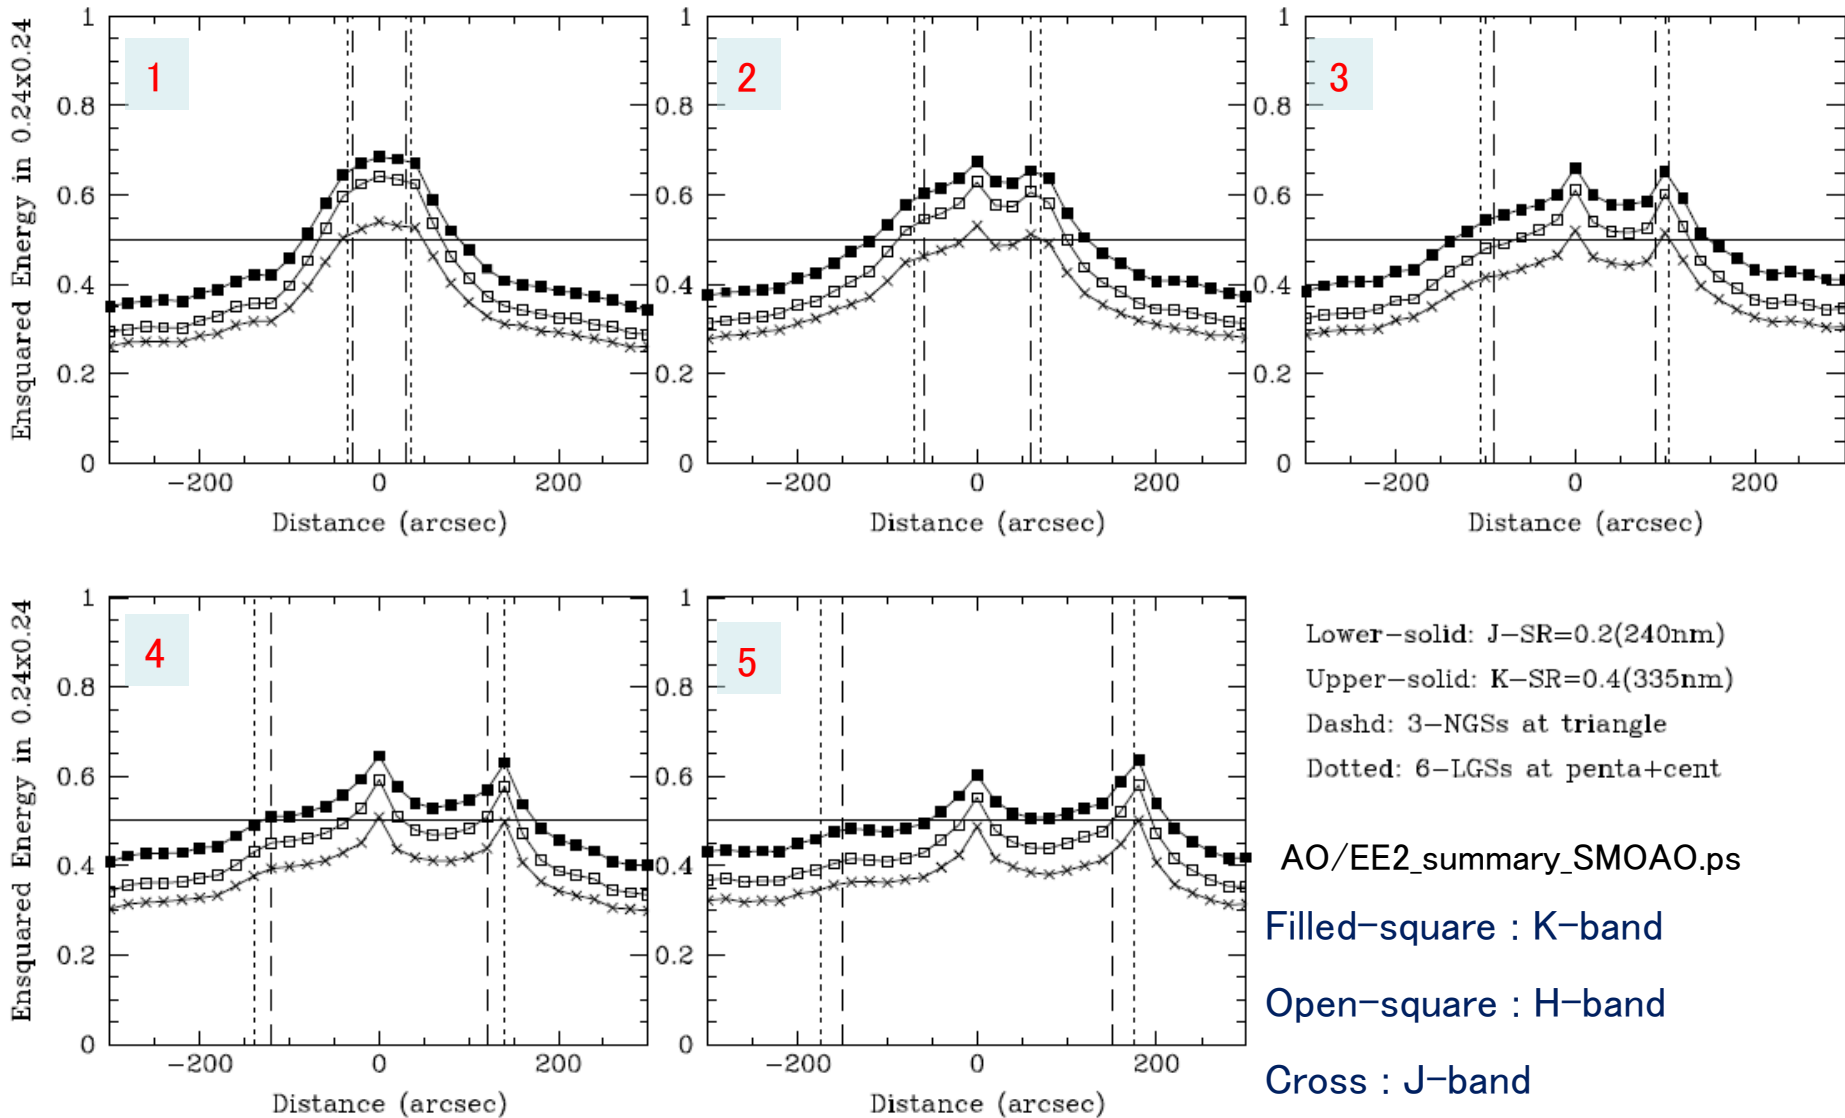 1
0.8
0.6
0.4
0.2
0
Ensquared Energy in 0.24x0.24
1
-200 0 200
Distance (arcsec)
1
0.8
0.6
0.4
0.2
0
2
-200 0 200
Distance (arcsec)
1
0.8
0.6
0.4
0.2
0
3
-200 0 200
Distance (arcsec)
1
0.8
0.6
0.4
0.2
0
Ensquared Energy in 0.24x0.24
4
-200 0 200
Distance (arcsec)
1
0.8
0.6
0.4
0.2
0
5
-200 0 200
Distance (arcsec)
Lower-solid: J-SR=0.2(240nm)
Upper-solid: K-SR=0.4(335nm)
Dashd: 3-NGSs at triangle
Dotted: 6-LGSs at penta+cent
AO/EE2_summary_SMOAO.ps
Filled-square : K-band
Open-square : H-band
Cross : J-band